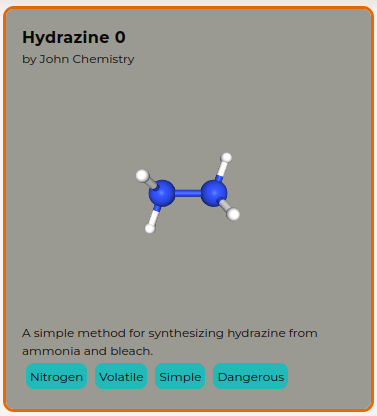 Hydrazine 0
by John Chemistry
A simple method for synthesizing hydrazine from
ammonia and bleach.
Nitrogen Volatile Simple Dangerous